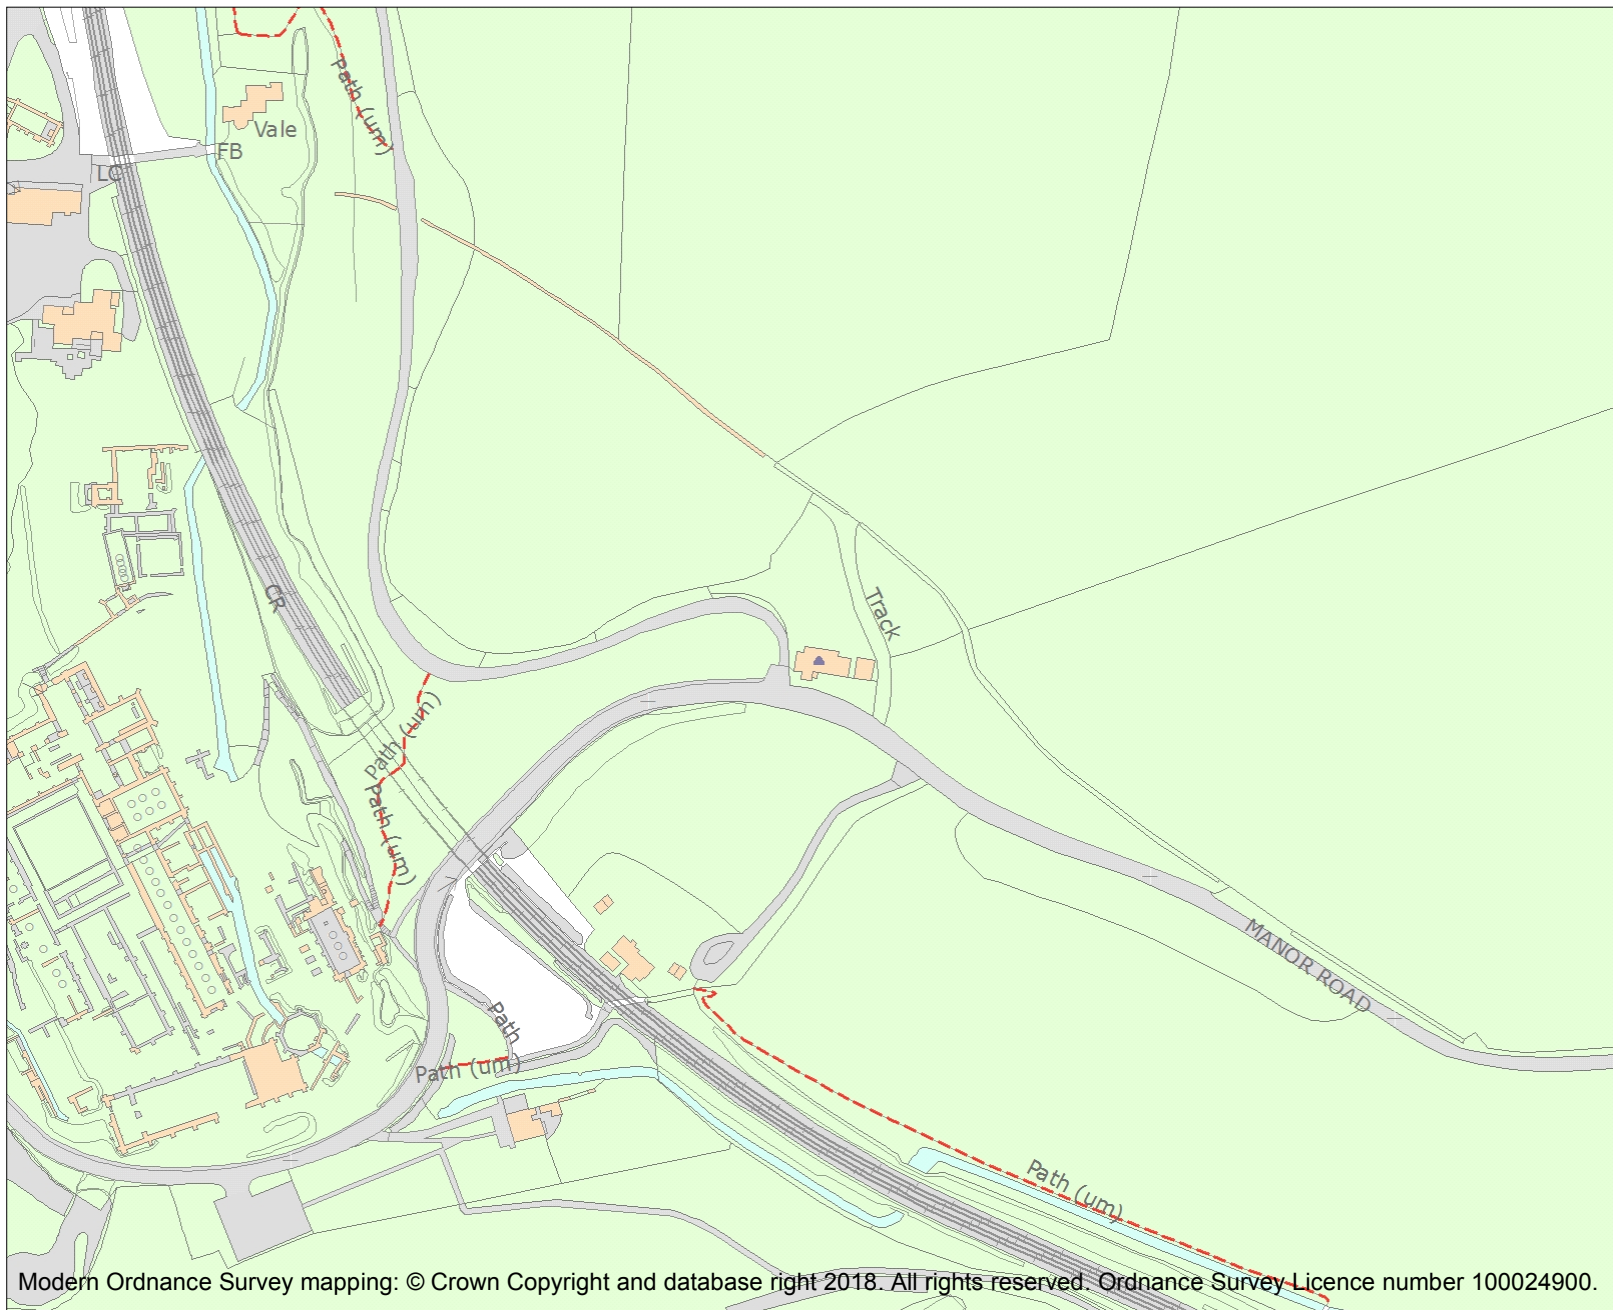 Path (um)
Vale
FB
LC
CR
Track
Path (um)
Path (um)
MANOR ROAD
Path
Path (um)
Path (um)
Modern Ordnance Survey mapping: © Crown Copyright and database right 2018. All rights reserved. Ordnance Survey Licence number 100024900.